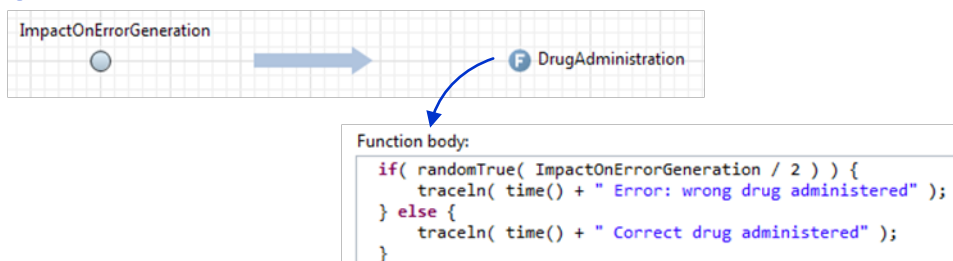 ImpactOnErrorGeneration
F DrugAdministration
Function body:
if( randomTrue( ImpactOnErrorGeneration / 2 ) ) {
    traceln( time() + " Error: wrong drug administered" );
} else {
    traceln( time() + " Correct drug administered" );
}